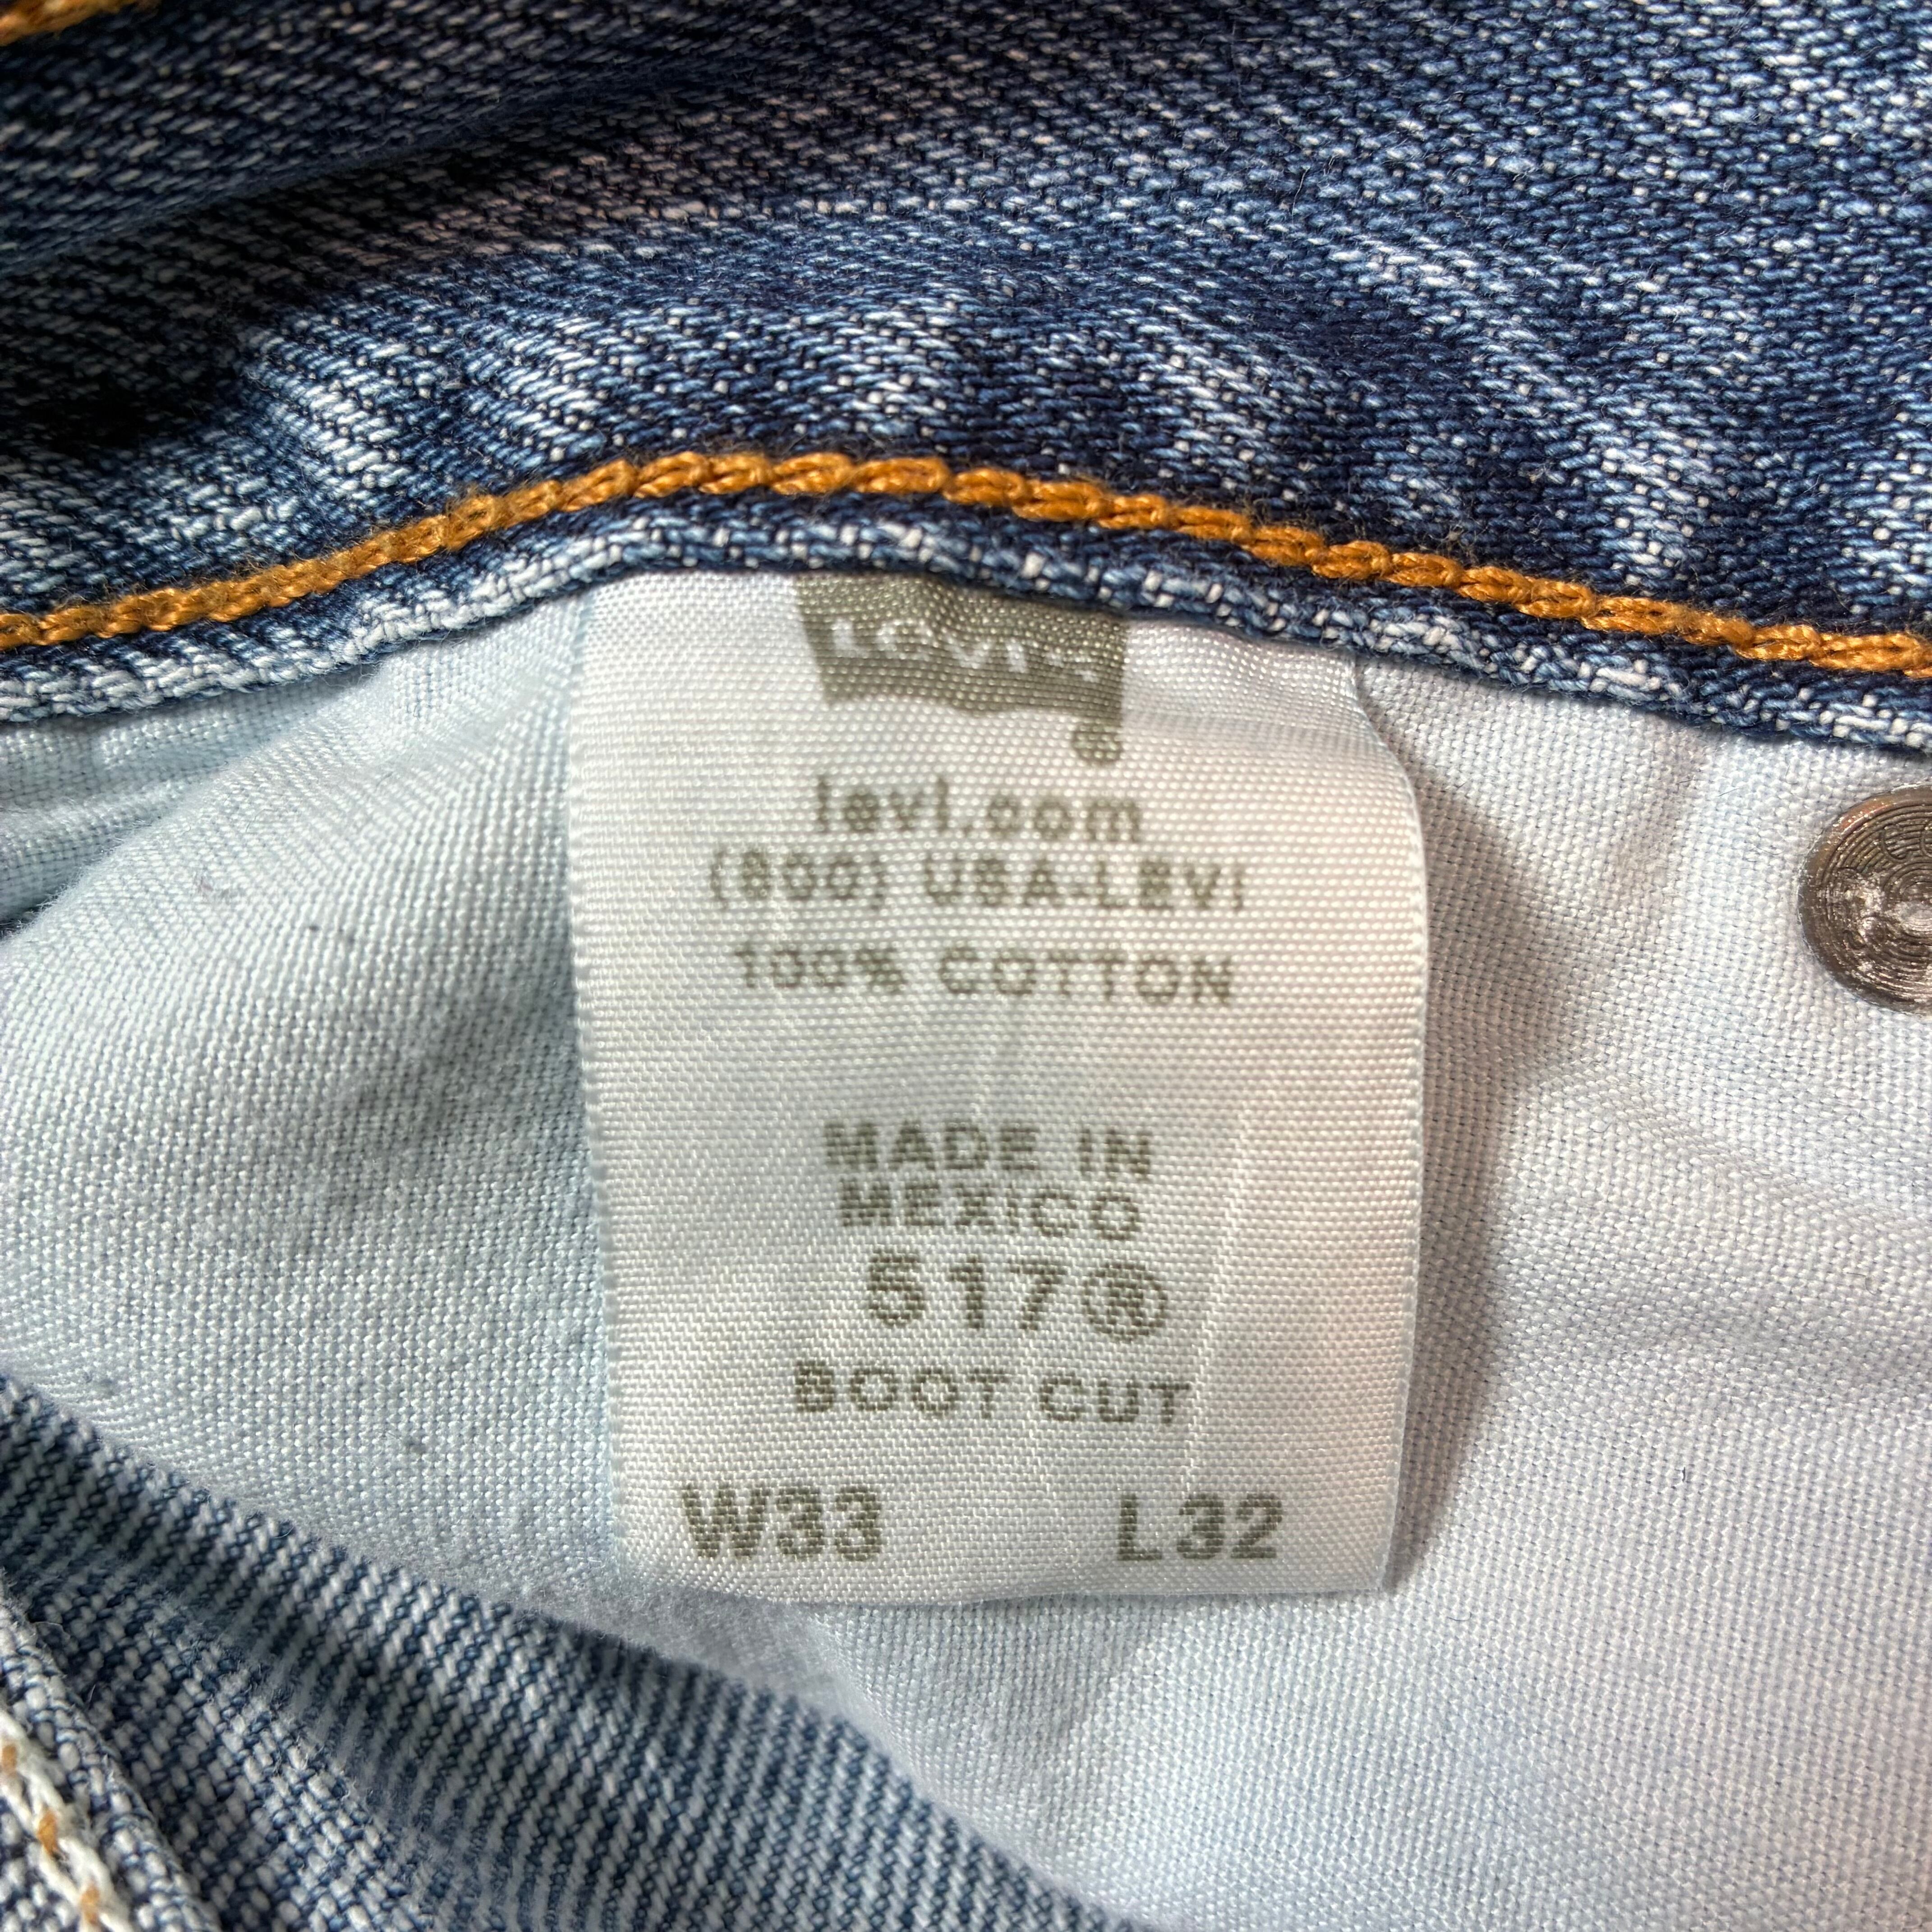 LEVI'S
levi.com
(800) USA-LEVI
100% COTTON
MADE IN
MEXICO
517®
BOOT CUT
W33 L32